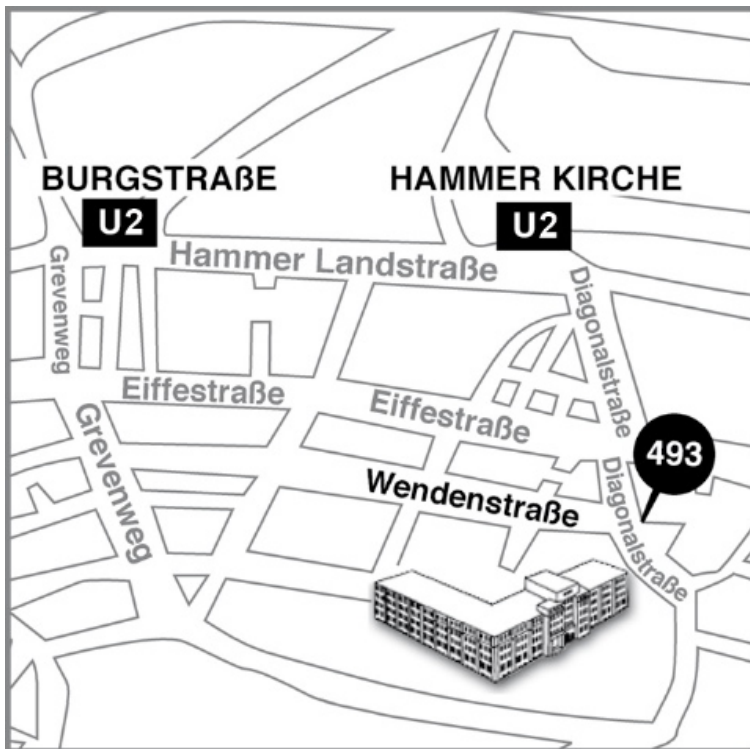 BURGSTRAßE
HAMMER KIRCHE
U2
U2
Hammer Landstraße
Grevenweg
Diagonalstraße
Eiffestraße
Eiffestraße
Grevenweg
493
Wendenstraße
Diagonalstraße